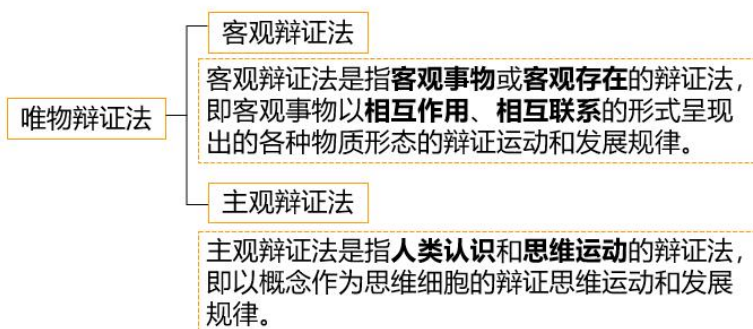 客观辩证法
客观辩证法是指客观事物或客观存在的辩证法，
即客观事物以相互作用、相互联系的形式呈现
出的各种物质形态的辩证运动和发展规律。
唯物辩证法
主观辩证法
主观辩证法是指人类认识和思维运动的辩证法，
即以概念作为思维细胞的辩证思维运动和发展
规律。